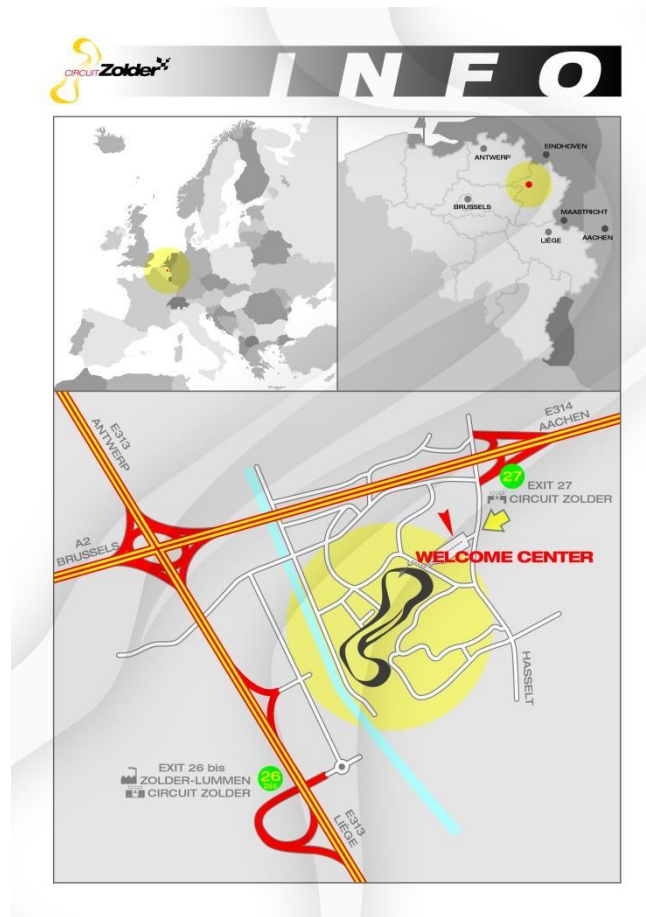 CIRCUIT Zolder
INFO
ANTWERP
EINDHOVEN
BRUSSELS
MAASTRICHT
LIÈGE
AACHEN
E313
ANTWERP
E314
AACHEN
27
EXIT 27
CIRCUIT ZOLDER
A2
BRUSSELS
WELCOME CENTER
HASSELT
EXIT 26 bis
ZOLDER-LUMMEN
CIRCUIT ZOLDER
26
bis
E313
LIÈGE